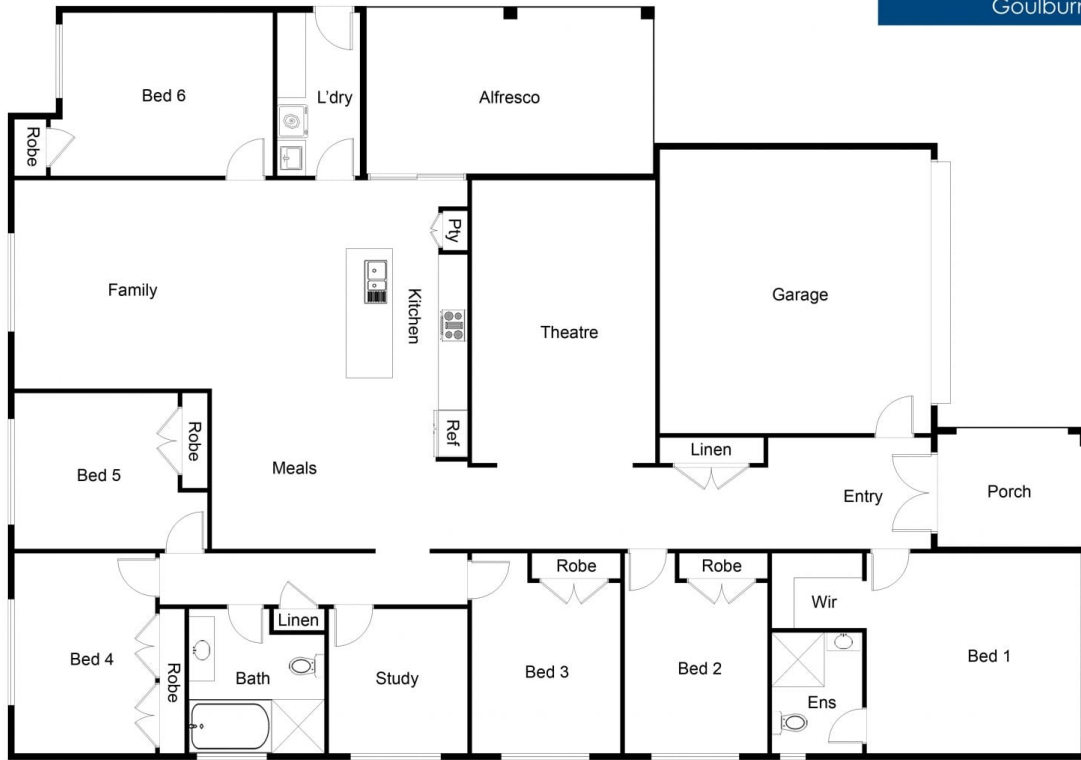 Goulburn
Bed 6
L'dry
Alfresco
Robe
Pty
Family
Kitchen
Theatre
Garage
Robe
Ref
Bed 5
Meals
Linen
Entry
Porch
Robe
Robe
Wir
Linen
Bed 4
Robe
Bath
Study
Bed 3
Bed 2
Ens
Bed 1